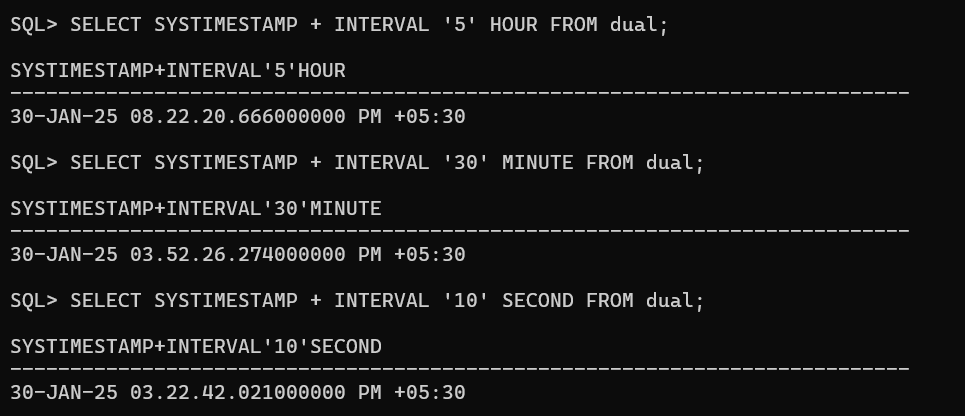 SQL> SELECT SYSTIMESTAMP + INTERVAL '5' HOUR FROM dual;
SYSTIMESTAMP+INTERVAL'5'HOUR
---------------------------------------------------------------------------
30-JAN-25 08.22.20.666000000 PM +05:30
SQL> SELECT SYSTIMESTAMP + INTERVAL '30' MINUTE FROM dual;
SYSTIMESTAMP+INTERVAL'30'MINUTE
---------------------------------------------------------------------------
30-JAN-25 03.52.26.274000000 PM +05:30
SQL> SELECT SYSTIMESTAMP + INTERVAL '10' SECOND FROM dual;
SYSTIMESTAMP+INTERVAL'10'SECOND
---------------------------------------------------------------------------
30-JAN-25 03.22.42.021000000 PM +05:30